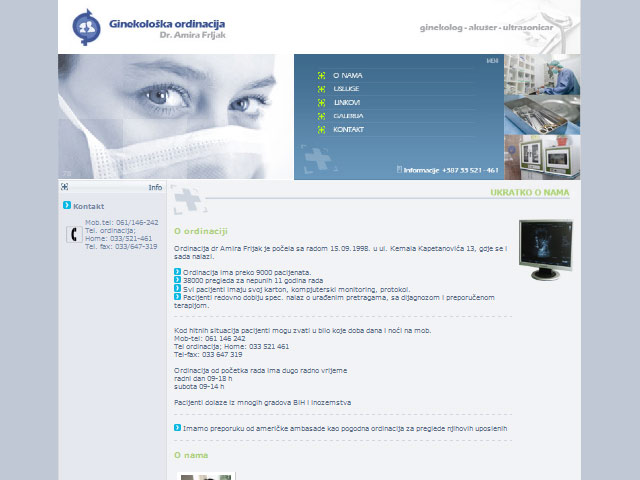 Ginekološka ordinacija
Dr. Amira Frljak
ginekolog - akušer - ultrasonicar
MENI
O NAMA
USLUGE
LINKOVI
GALERIJA
KONTAKT
Informacije +387 33 521 - 461
Info
UKRATKO O NAMA
Kontakt
Mob.tel: 061/146-242
Tel. ordinacija;
Home: 033/521-461
Tel. fax: 033/647-319
O ordinaciji
Ordinacija dr Amira Frljak je počela sa radom 15.09.1998. u ul. Kemala Kapetanovića 13, gdje se i
sada nalazi.
Ordinacija ima preko 9000 pacijenata.
38000 pregleda za nepunih 11 godina rada
Svi pacijenti imaju svoj karton, kompjuterski monitoring, protokol.
Pacijenti redovno dobiju spec. nalaz o urađenim pretragama, sa dijagnozom i preporučenom
terapijom.
Kod hitnih situacija pacijenti mogu zvati u bilo koje doba dana i noći na mob.
Mob-tel: 061 146 242
Tel ordinacija; Home: 033 521 461
Tel-fax: 033 647 319
Ordinacija od početka rada ima dugo radno vrijeme
radni dan 09-18 h
subota 09-14 h
Pacijenti dolaze iz mnogih gradova BiH i inozemstva
Imamo preporuku od američke ambasade kao pogodna ordinacija za preglede njihovih uposlenih
O nama